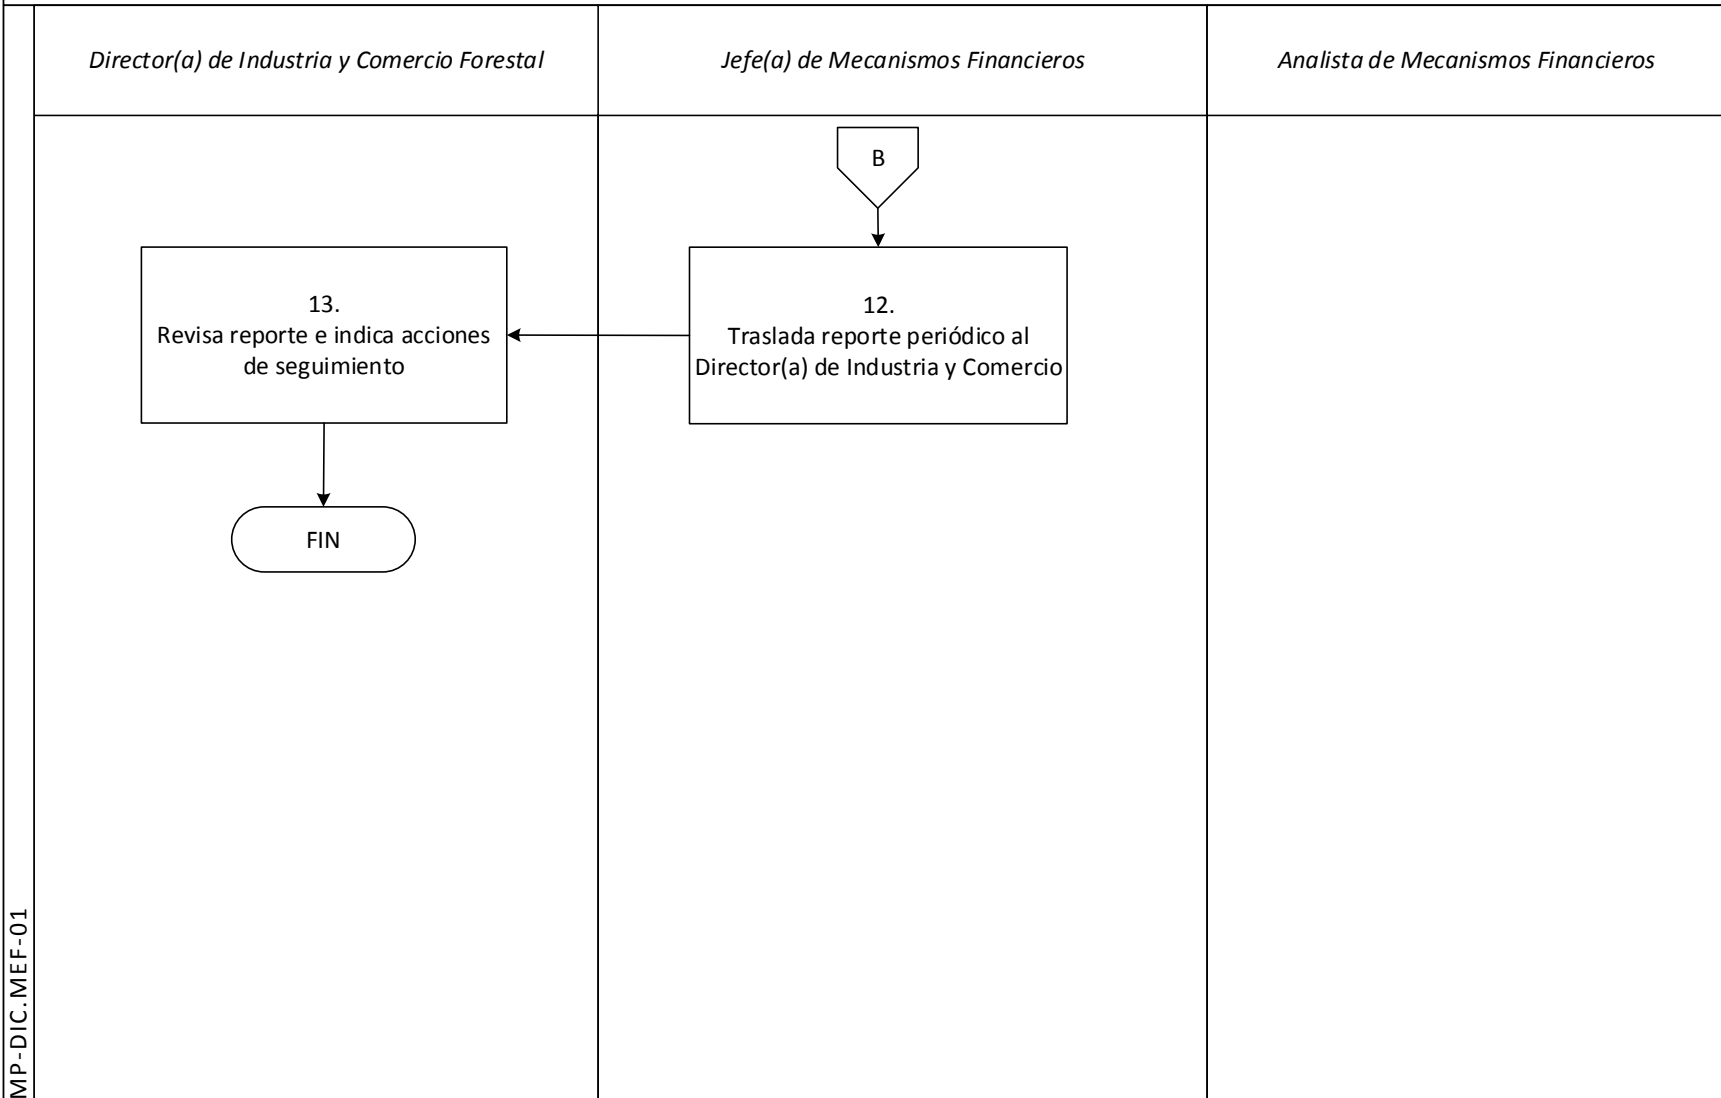 Director(a) de Industria y Comercio Forestal
Jefe(a) de Mecanismos Financieros
Analista de Mecanismos Financieros
B
13.
Revisa reporte e indica acciones
de seguimiento
12.
Traslada reporte periódico al
Director(a) de Industria y Comercio
FIN
MP-DIC.MEF-01